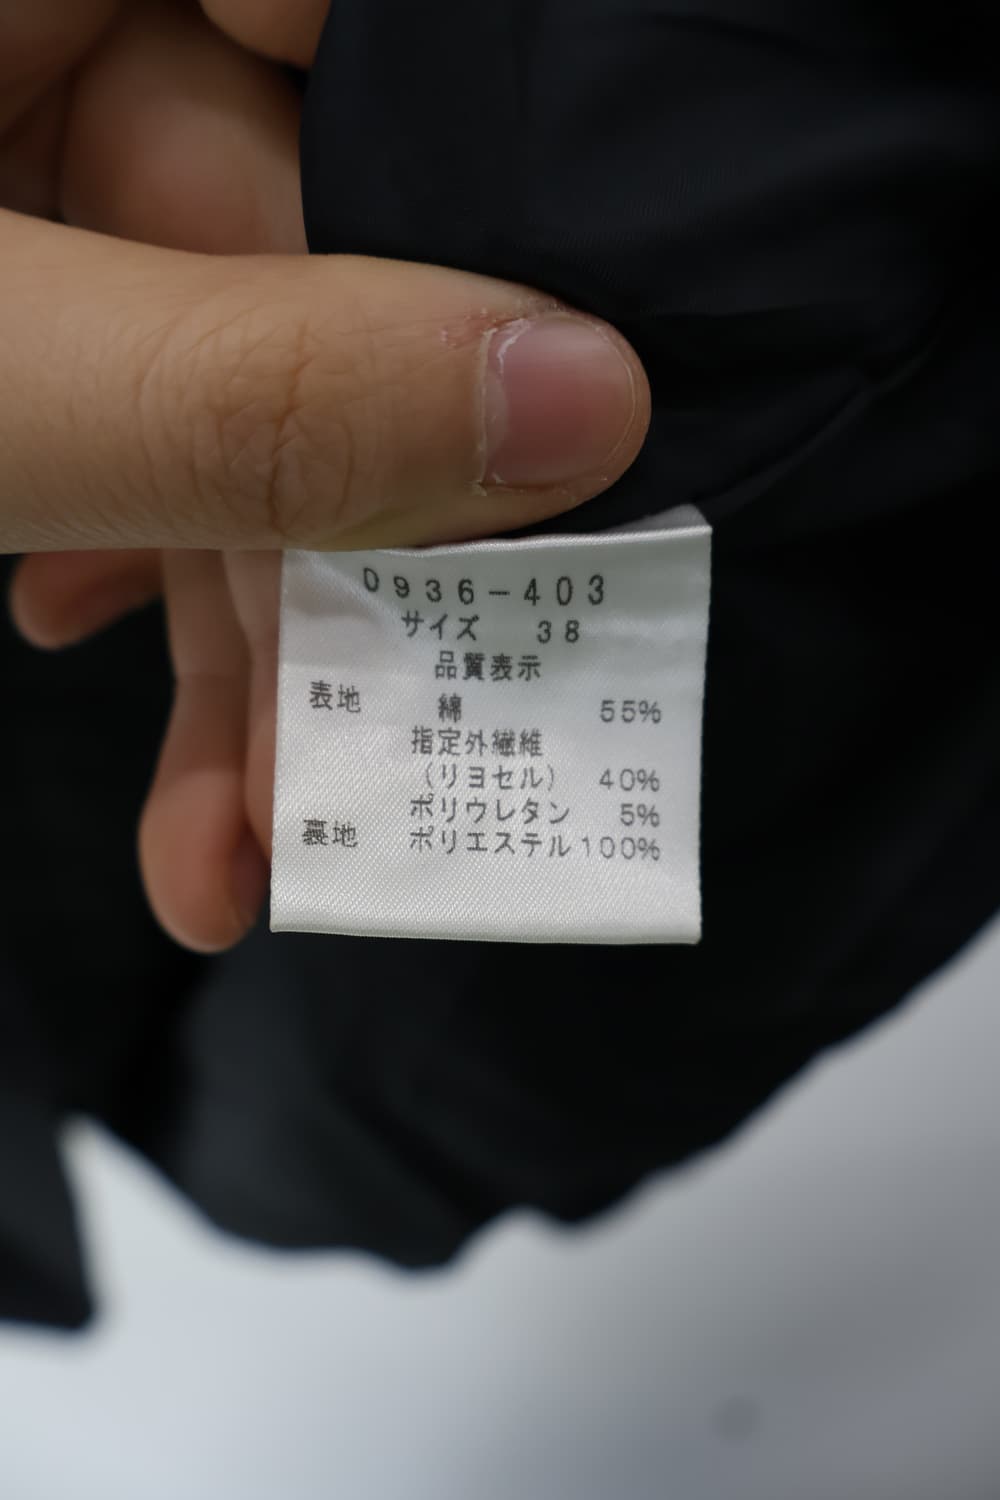 0936-403
サイズ 38
品質表示
表地 綿 55%
指定外繊維
(リヨセル) 40%
ポリウレタン 5%
裏地 ポリエステル100%